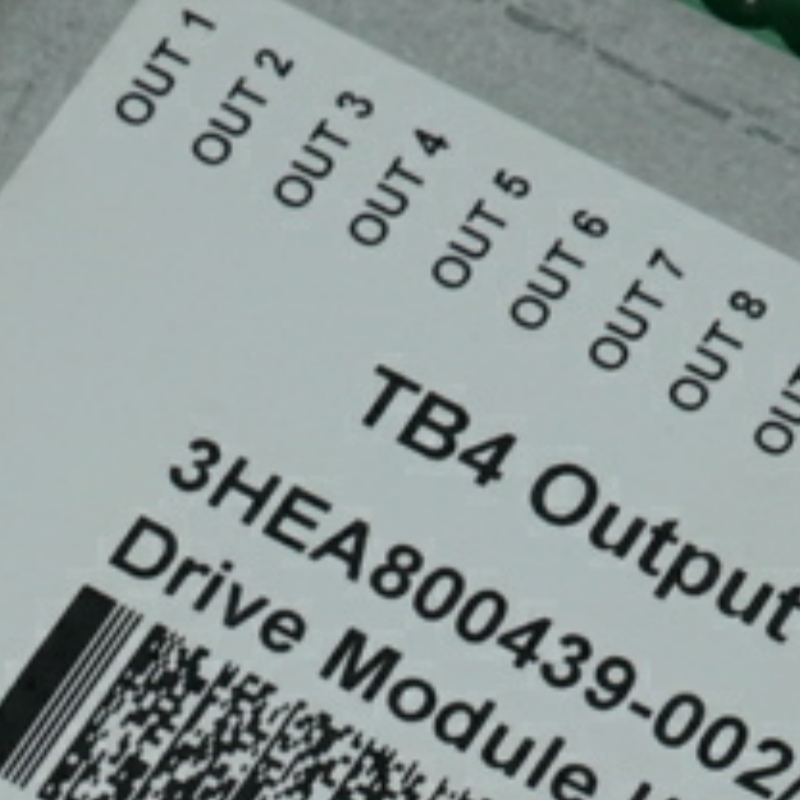 OUT 1
OUT 2
OUT 3
OUT 4
OUT 5
OUT 6
OUT 7
OUT 8
TB4 Output
3HEA800439-002/
Drive Module